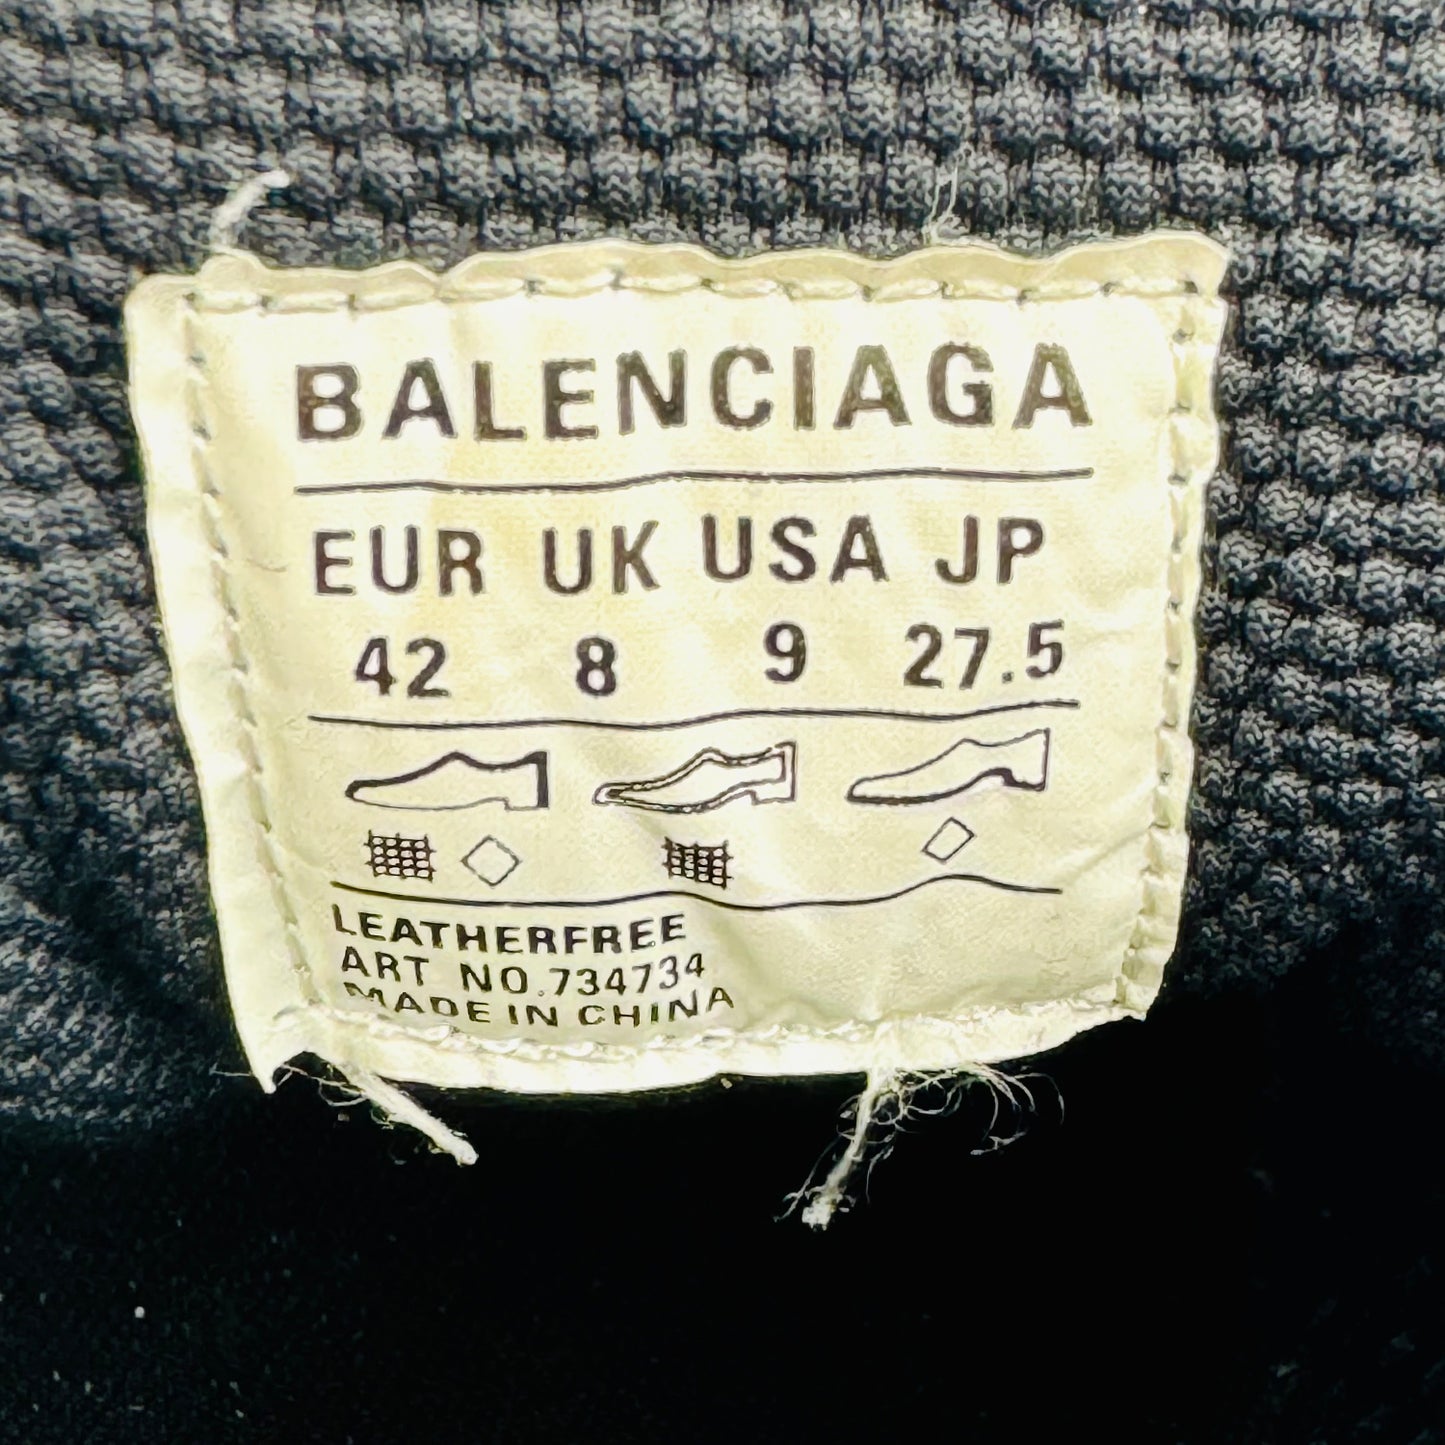 BALENCIAGA
EUR UK USA JP
42 8 9 27.5
LEATHERFREE
ART NO.734734
MADE IN CHINA